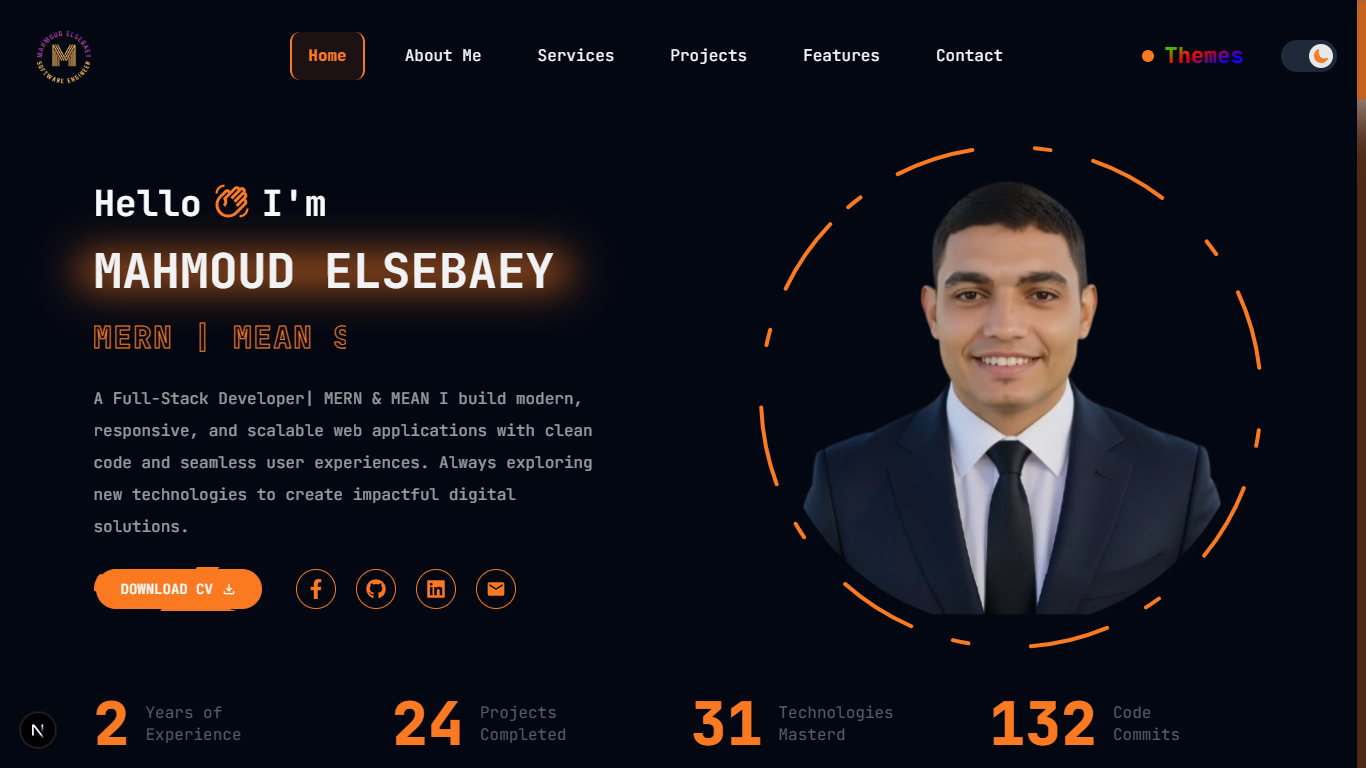 MAHMOUD ELSEBAEY
M
SOFTWARE ENGINEER
Home
About Me
Services
Projects
Features
Contact
Themes
Hello I'm
MAHMOUD ELSEBAEY
MERN | MEAN S
A Full-Stack Developer| MERN & MEAN I build modern,
responsive, and scalable web applications with clean
code and seamless user experiences. Always exploring
new technologies to create impactful digital
solutions.
DOWNLOAD CV
in
2
Years of
Experience
24
Projects
Completed
31
Technologies
Masterd
132
Code
Commits
N